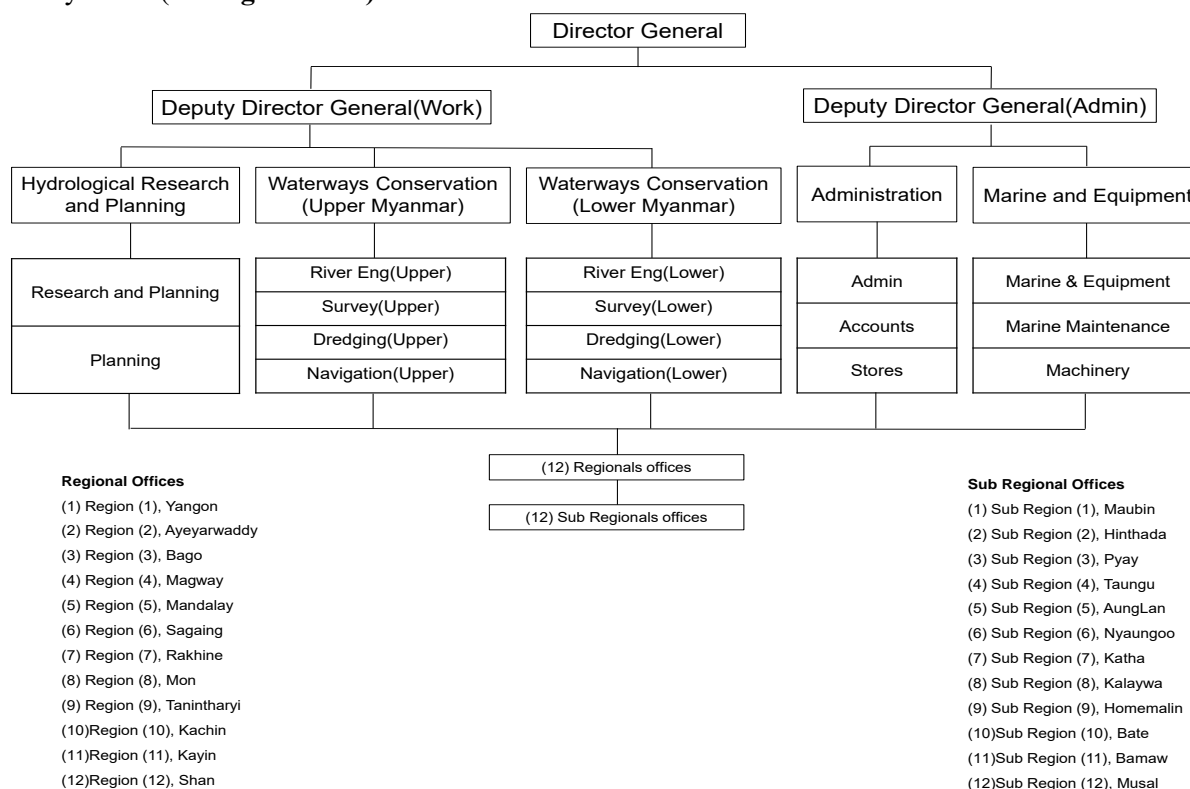 Director General
Deputy Director General(Work)
Deputy Director General(Admin)
Hydrological Research
and Planning
Waterways Conservation
(Upper Myanmar)
Waterways Conservation
(Lower Myanmar)
Administration
Marine and Equipment
Research and Planning
Planning
River Eng(Upper)
Survey(Upper)
Dredging(Upper)
Navigation(Upper)
River Eng(Lower)
Survey(Lower)
Dredging(Lower)
Navigation(Lower)
Admin
Accounts
Stores
Marine & Equipment
Marine Maintenance
Machinery
(12) Regionals offices
(12) Sub Regionals offices
Regional Offices
(1) Region (1), Yangon
(2) Region (2), Ayeyarwaddy
(3) Region (3), Bago
(4) Region (4), Magway
(5) Region (5), Mandalay
(6) Region (6), Sagaing
(7) Region (7), Rakhine
(8) Region (8), Mon
(9) Region (9), Tanintharyi
(10)Region (10), Kachin
(11)Region (11), Kayin
(12)Region (12), Shan
Sub Regional Offices
(1) Sub Region (1), Maubin
(2) Sub Region (2), Hinthada
(3) Sub Region (3), Pyay
(4) Sub Region (4), Taungu
(5) Sub Region (5), AungLan
(6) Sub Region (6), Nyaungoo
(7) Sub Region (7), Katha
(8) Sub Region (8), Kalaywa
(9) Sub Region (9), Homemalin
(10)Sub Region (10), Bate
(11)Sub Region (11), Bamaw
(12)Sub Region (12), Musal